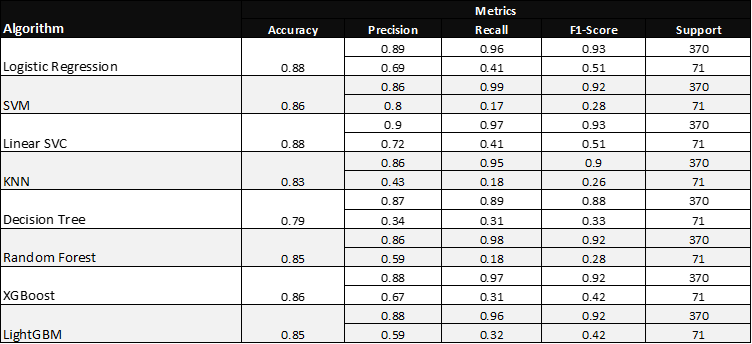 Metrics
Algorithm Accuracy Precision Recall F1-Score Support
0.89 0.96 0.93 370
Logistic Regression 0.88 0.69 0.41 0.51 71
0.86 0.99 0.92 370
SVM 0.86 0.8 0.17 0.28 71
0.9 0.97 0.93 370
Linear SVC 0.88 0.72 0.41 0.51 71
0.86 0.95 0.9 370
KNN 0.83 0.43 0.18 0.26 71
0.87 0.89 0.88 370
Decision Tree 0.79 0.34 0.31 0.33 71
0.86 0.98 0.92 370
Random Forest 0.85 0.59 0.18 0.28 71
0.88 0.97 0.92 370
XGBoost 0.86 0.67 0.31 0.42 71
0.88 0.96 0.92 370
LightGBM 0.85 0.59 0.32 0.42 71